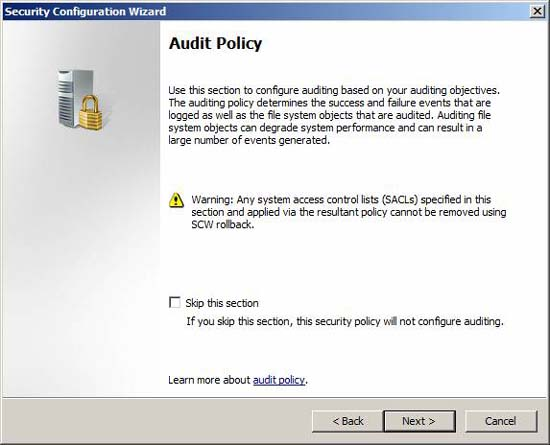 Security Configuration Wizard
Audit Policy
Use this section to configure auditing based on your auditing objectives.
The auditing policy determines the success and failure events that are
logged as well as the file system objects that are audited. Auditing file
system objects can degrade system performance and can result in a
large number of events generated.
Warning: Any system access control lists (SACLs) specified in this
section and applied via the resultant policy cannot be removed using
SCW rollback.
Skip this section
If you skip this section, this security policy will not configure auditing.
Learn more about audit policy.
< Back Next > Cancel